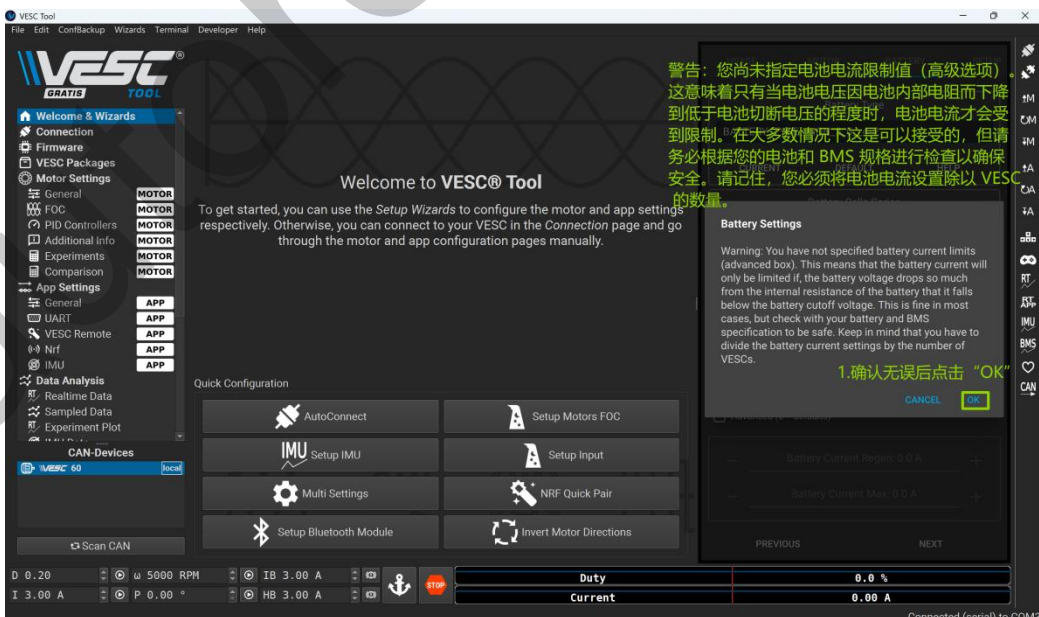 VESC Tool
File Edit ConfBackup Wizards Terminal Developer Help
VESC®
GRATIS TOOL
Welcome & Wizards
Connection
Firmware
VESC Packages
Motor Settings
General MOTOR
FOC MOTOR
PID Controllers MOTOR
Additional Info MOTOR
Experiments MOTOR
Comparison MOTOR
App Settings
General APP
UART APP
VESC Remote APP
Nrf APP
IMU APP
Data Analysis
Realtime Data
Sampled Data
Experiment Plot
CAN-Devices
VESC 60 local
Scan CAN
Welcome to VESC® Tool
To get started, you can use the Setup Wizards to configure the motor and app settings
respectively. Otherwise, you can connect to your VESC in the Connection page and go
through the motor and app configuration pages manually.
Quick Configuration
AutoConnect Setup Motors FOC
IMU Setup IMU Setup Input
Multi Settings NRF Quick Pair
Setup Bluetooth Module Invert Motor Directions
警告：您尚未指定电池电流限制值（高级选项）。
这意味着只有当电池电压因电池内部电阻而下降
到低于电池切断电压的程度时，电池电流才会受
到限制。在大多数情况下这是可以接受的，但请
务必根据您的电池和 BMS 规格进行检查以确保
安全。请记住，您必须将电池电流设置除以 VESC
的数量。
Battery Settings
Warning: You have not specified battery current limits
(advanced box). This means that the battery current will
only be limited if, the battery voltage drops so much
from the internal resistance of the battery that it falls
below the battery cutoff voltage. This is fine in most
cases, but check with your battery and BMS
specification to be safe. Keep in mind that you have to
divide the battery current settings by the number of
VESCs.
1.确认无误后点击“OK”
CANCEL OK
Battery Current Regen: 0.0 A
Battery Current Max: 0.0 A
PREVIOUS NEXT
M
M
M
A
A
A
RT
RT
APP
IMU
BMS
CAN
D 0.20 ω 5000 RPM IB 3.00 A
I 3.00 A P 0.00 ° HB 3.00 A
STOP
Duty 0.0 %
Current 0.00 A